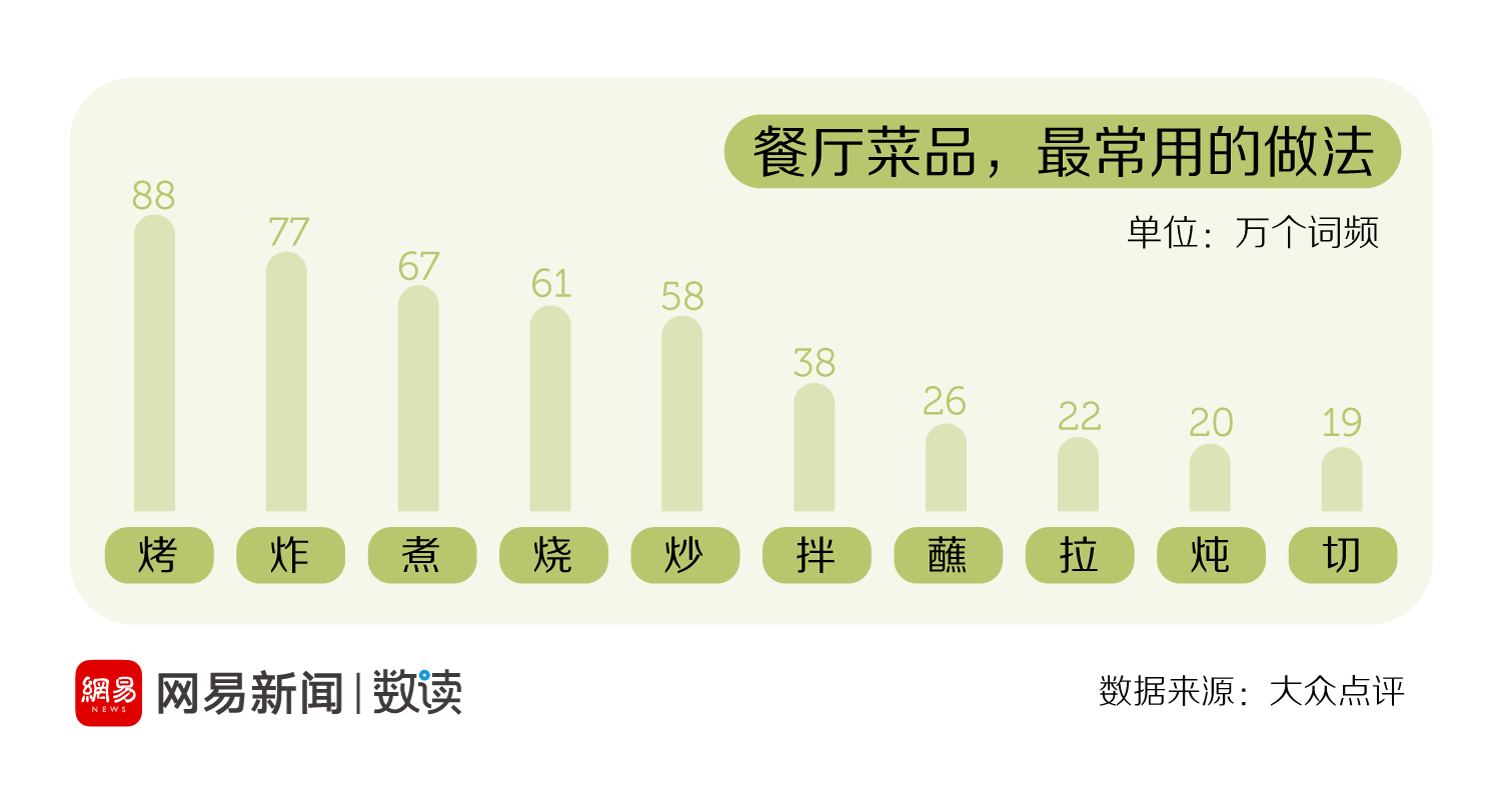 餐厅菜品，最常用的做法
单位：万个词频
88 77 67 61 58 38 26 22 20 19
烤 炸 煮 烧 炒 拌 蘸 拉 炖 切
網易 NEWS 网易新闻 | 数读
数据来源：大众点评